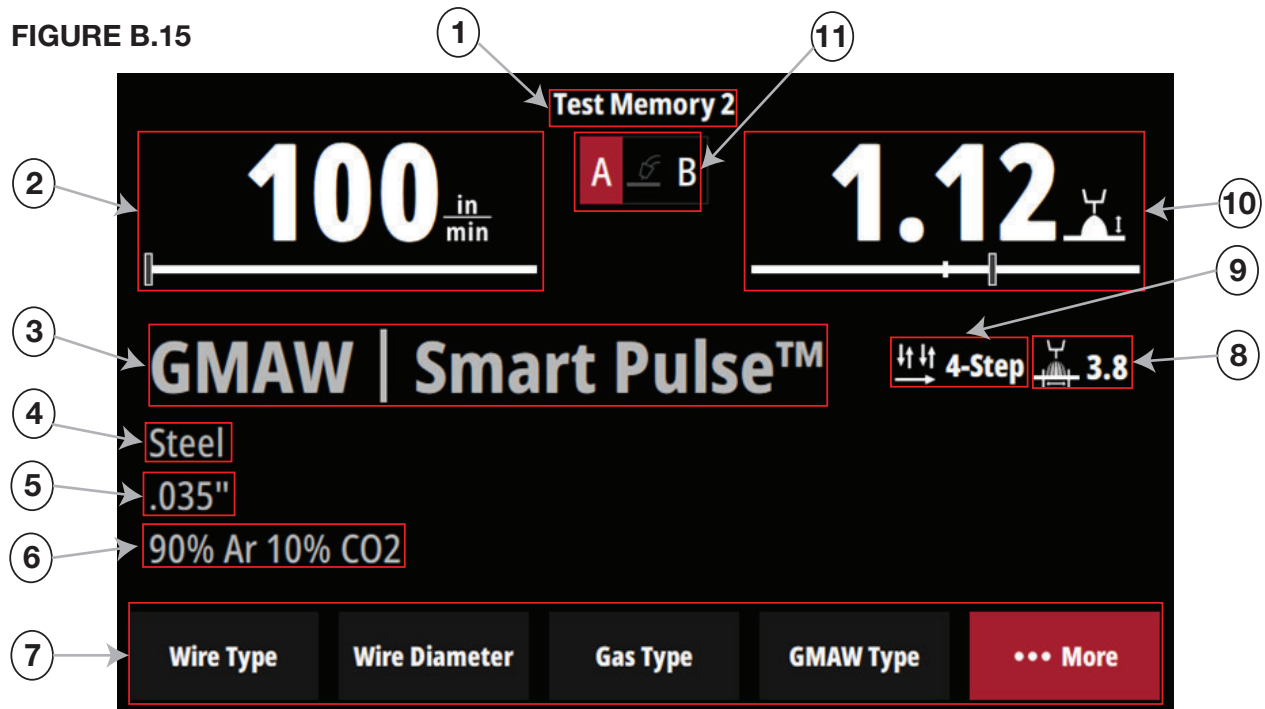 FIGURE B.15
1
11
Test Memory 2
2
100 in/min
A B
1.12
10
9
3
GMAW | Smart Pulse™
4-Step
3.8
8
4
Steel
5
.035"
6
90% Ar 10% CO2
7
Wire Type
Wire Diameter
Gas Type
GMAW Type
••• More